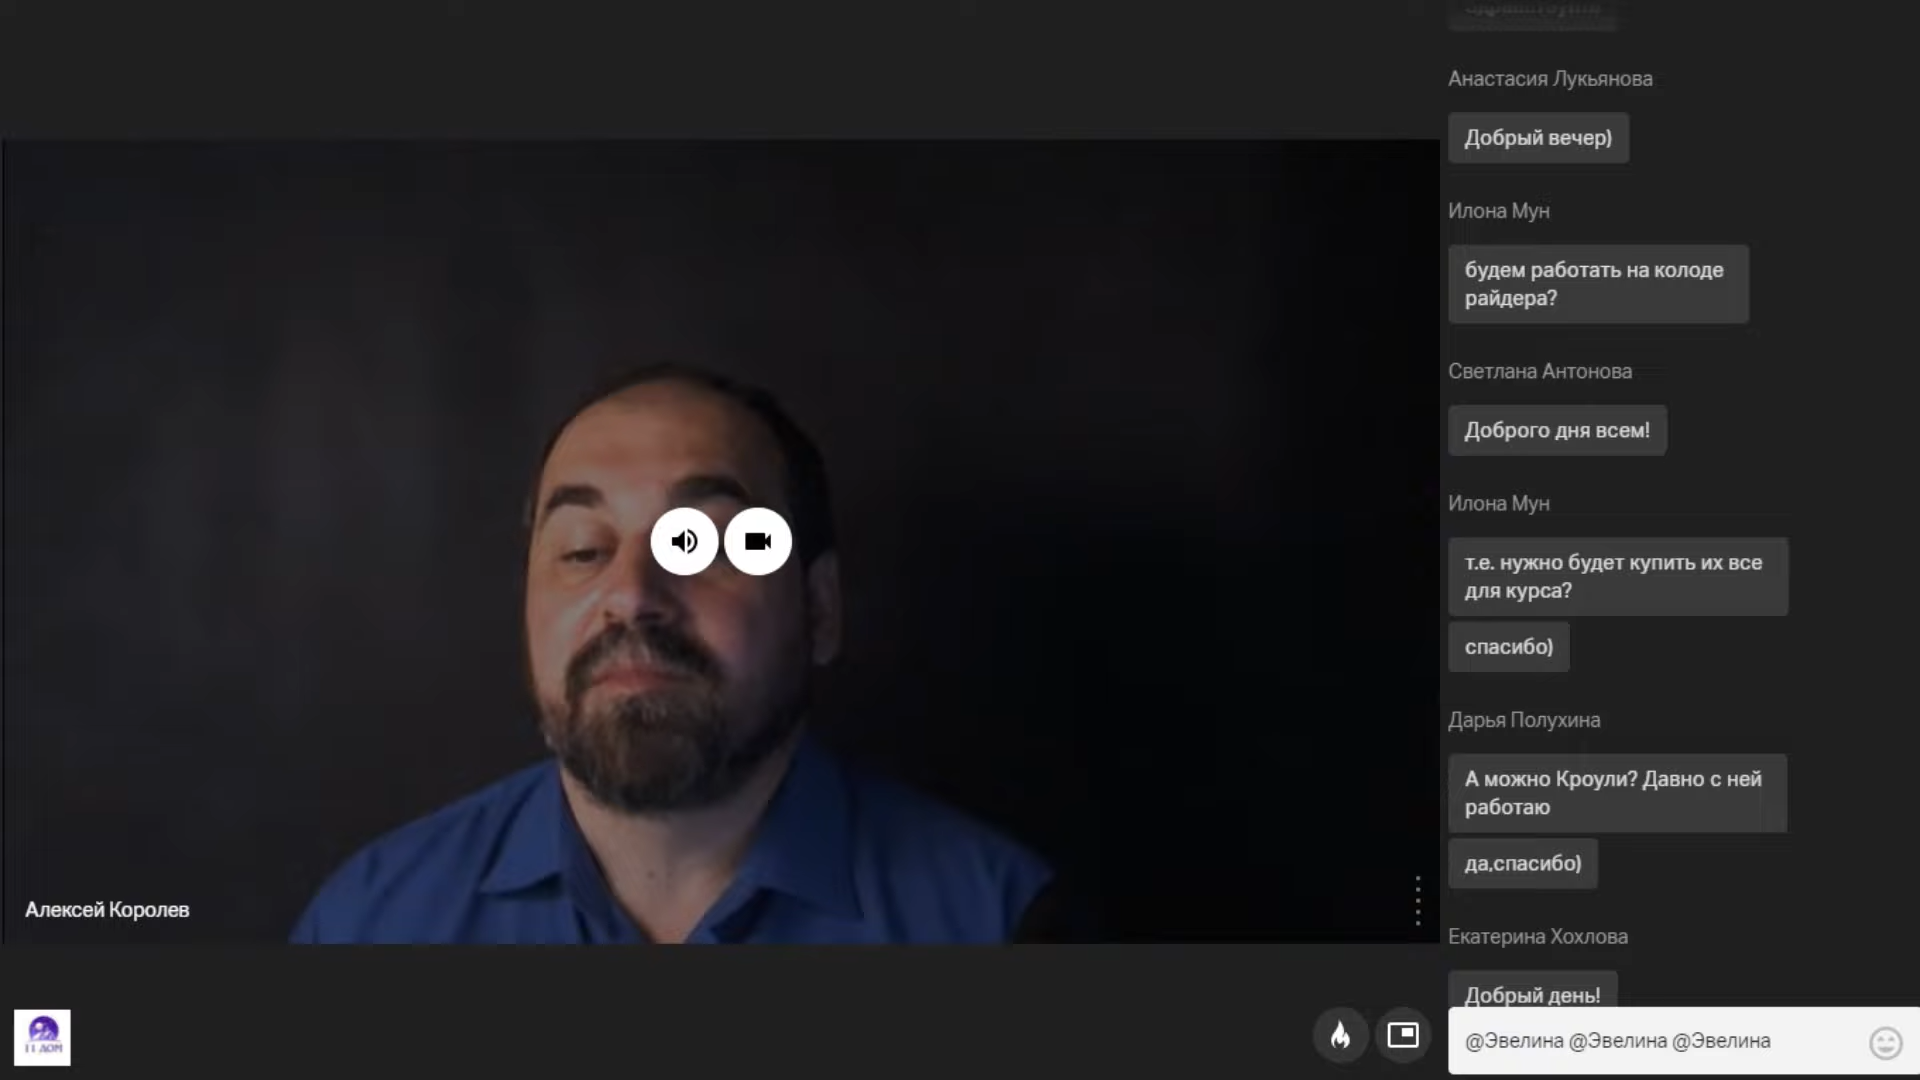 Алексей Королев
11 ДОМ
Анастасия Лукьянова
Добрый вечер)
Илона Мун
будем работать на колоде
райдера?
Светлана Антонова
Доброго дня всем!
Илона Мун
т.е. нужно будет купить их все
для курса?
спасибо)
Дарья Полухина
А можно Кроули? Давно с ней
работаю
да,спасибо)
Екатерина Хохлова
Добрый день!
@Эвелина @Эвелина @Эвелина